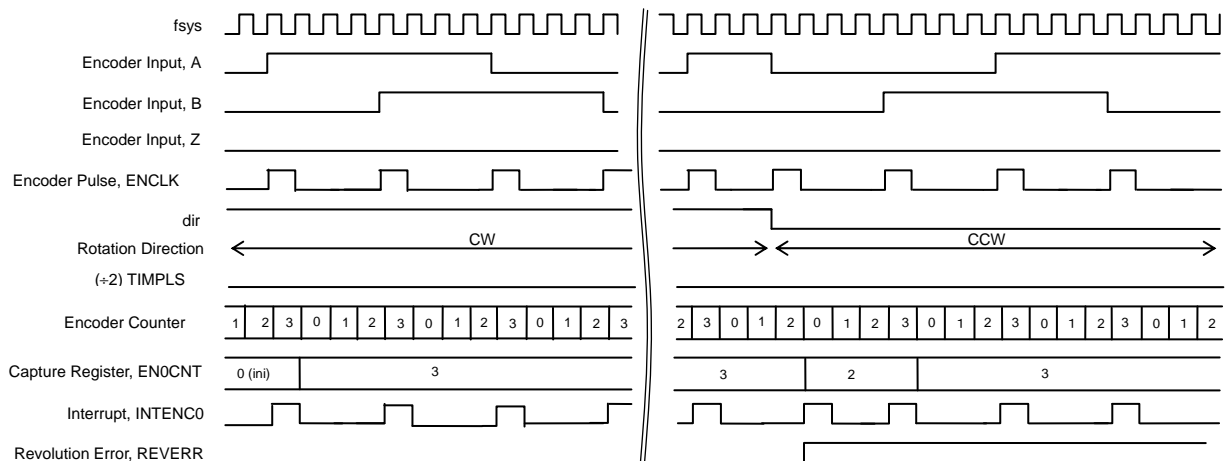 fsys
Encoder Input, A
Encoder Input, B
Encoder Input, Z
Encoder Pulse, ENCLK
dir
Rotation Direction CW CCW
(÷2) TIMPLS
Encoder Counter 1 2 3 0 1 2 3 0 1 2 3 0 1 2 3 2 3 0 1 2 0 1 2 3 0 1 2 3 0 1 2 3 0 1 2
Capture Register, EN0CNT 0 (ini) 3 3 2 3
Interrupt, INTENC0
Revolution Error, REVERR